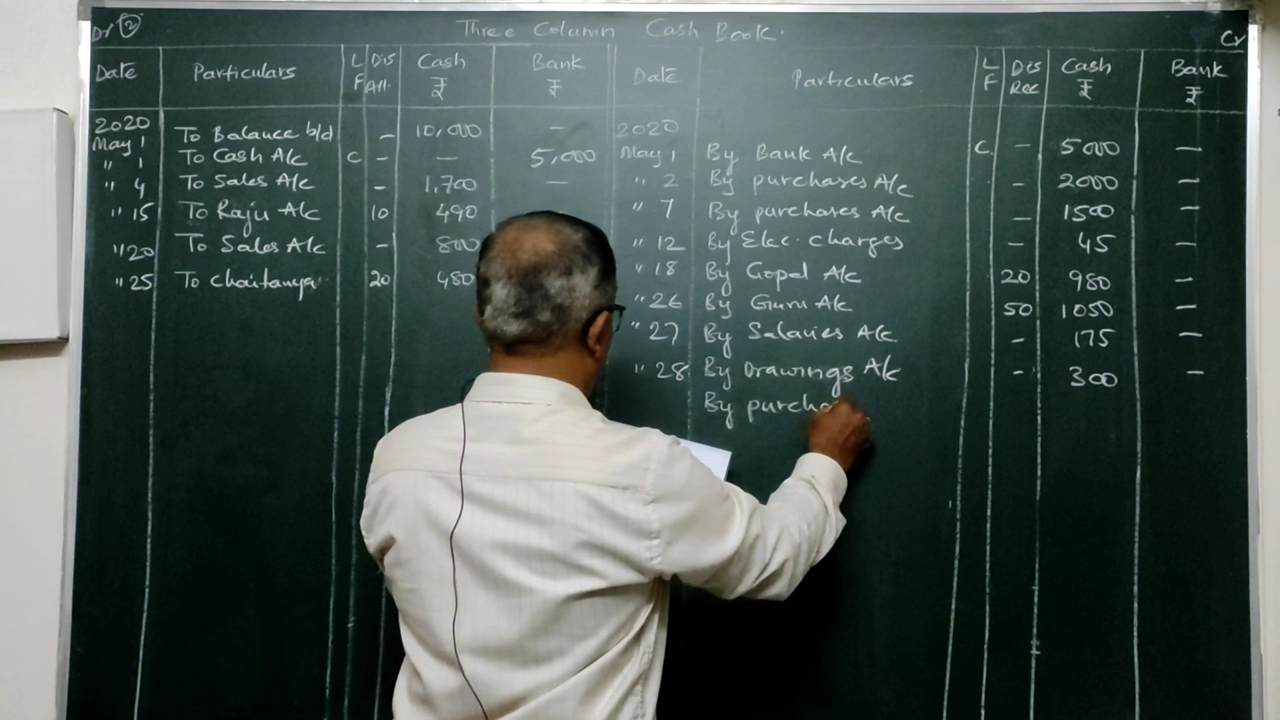 Dr ② Three Column Cash Book. Cr
Date Particulars L F Dis All. Cash ₹ Bank ₹ Date Particulars L F Dis Rec Cash ₹ Bank ₹
2020 2020
May 1 To Balance b/d - 10,000 -
" 1 To Cash A/c C - - 5,000 May 1 By Bank A/c C - 5000 -
" 4 To Sales A/c - 1,700 - " 2 By purchases A/c - 2000 -
" 15 To Raju A/c 10 490 " 7 By purchases A/c - 1500 -
" 20 To Sales A/c - 800 " 12 By Elec. charges - 45 -
" 25 To Chaitanya 20 480 " 18 By Gopal A/c 20 980 -
" 26 By Guru A/c 50 1050 -
" 27 By Salaries A/c - 175 -
" 28 By Drawings A/c - 300 -
By purcha